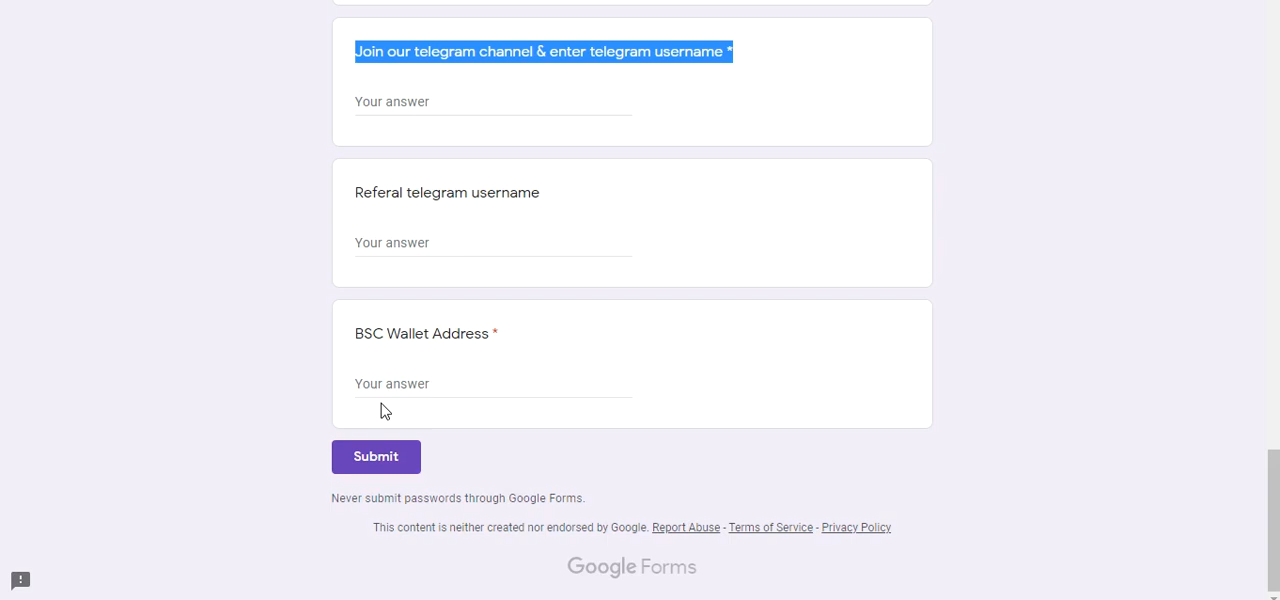 Join our telegram channel & enter telegram username *
Your answer
Referal telegram username
Your answer
BSC Wallet Address *
Your answer
Submit
Never submit passwords through Google Forms.
This content is neither created nor endorsed by Google. Report Abuse - Terms of Service - Privacy Policy
Google Forms